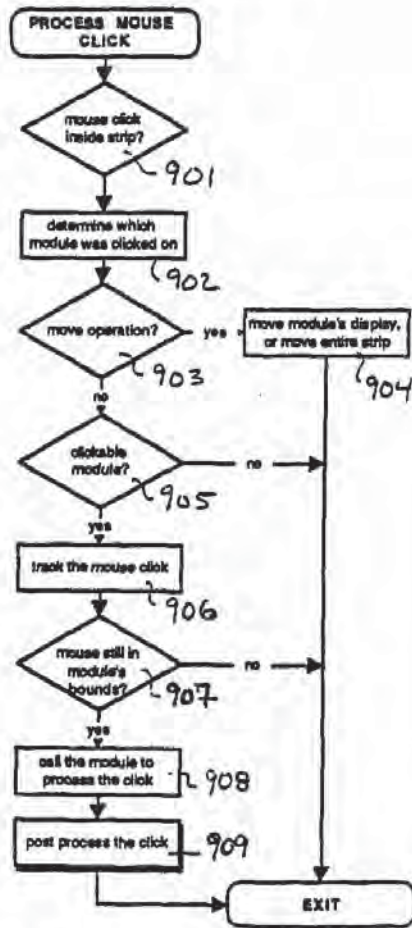 PROCESS MOUSE
CLICK
mouse click
inside strip?
901
determine which
module was clicked on
902
move operation?
yes
move module's display,
or move entire strip
903
904
no
clickable
module?
no
905
yes
track the mouse click
906
mouse still in
module's
bounds?
no
907
yes
call the module to
process the click
908
post process the click
909
EXIT